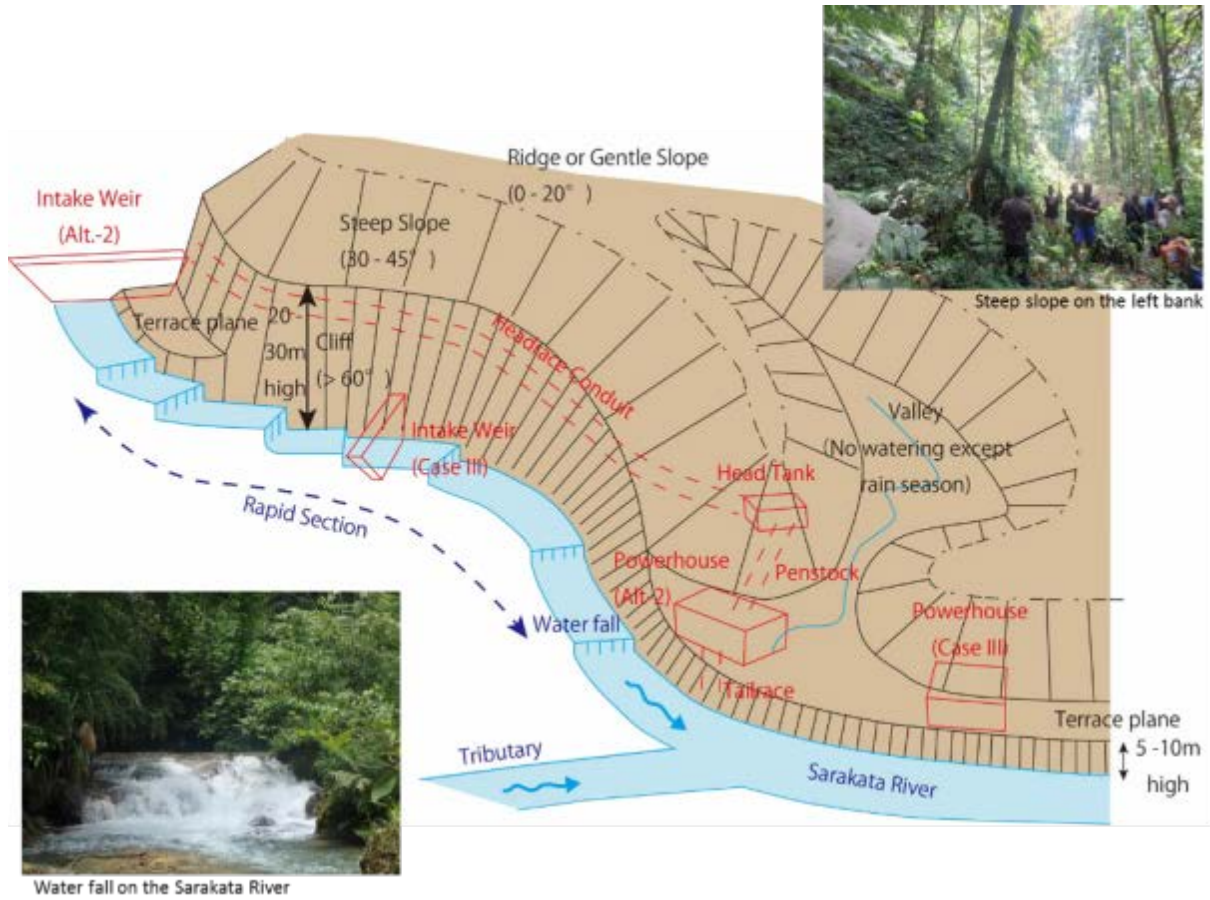 Ridge or Gentle Slope
(0 - 20° )
Intake Weir
(Alt.-2)
Steep Slope
(30 - 45° )
Steep slope on the left bank
Terrace plane
20 -
30m
high
Cliff
(> 60° )
Headrace Conduit
Intake Weir
(Case III)
Valley
(No watering except
rain season)
Head Tank
Rapid Section
Powerhouse
(Alt-2)
Penstock
Powerhouse
(Case III)
Water fall
Tailrace
Terrace plane
5 -10m
high
Tributary
Sarakata River
Water fall on the Sarakata River